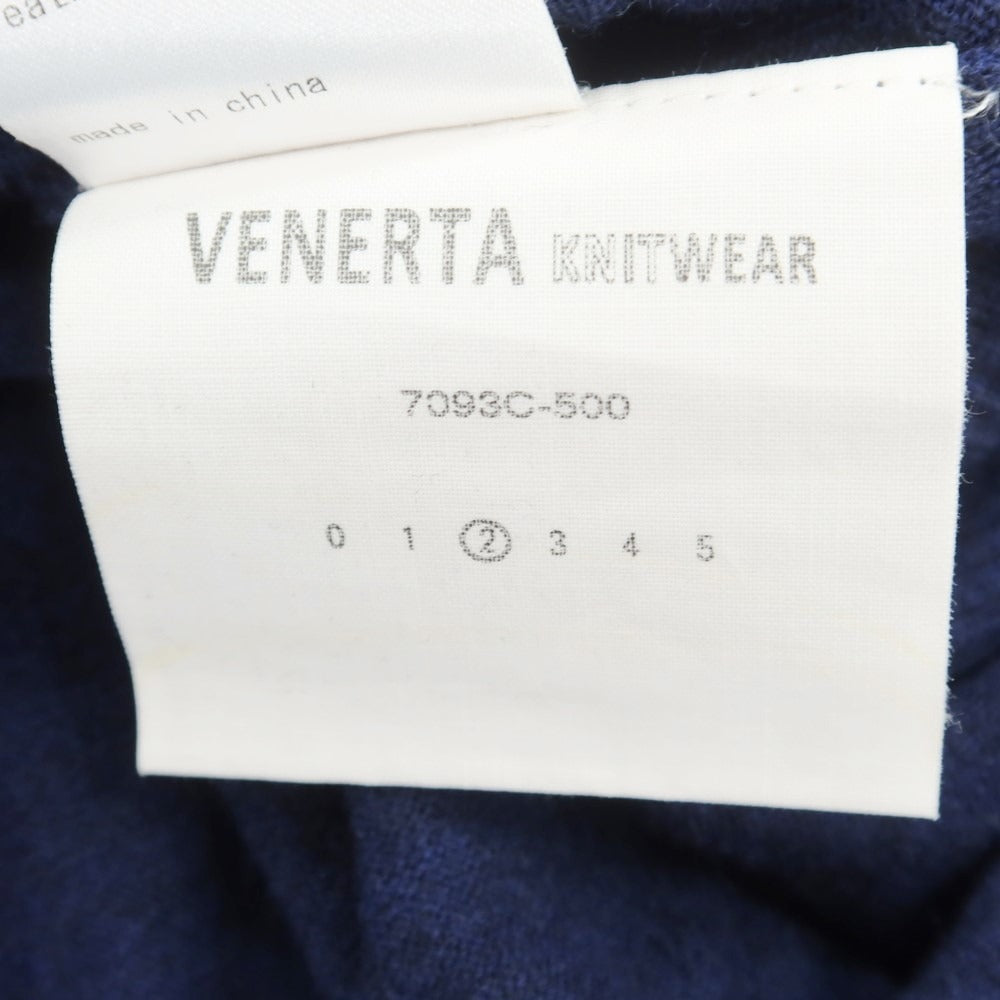 made in china
VENERTA KNITWEAR
7093C-500
0 1 2 3 4 5